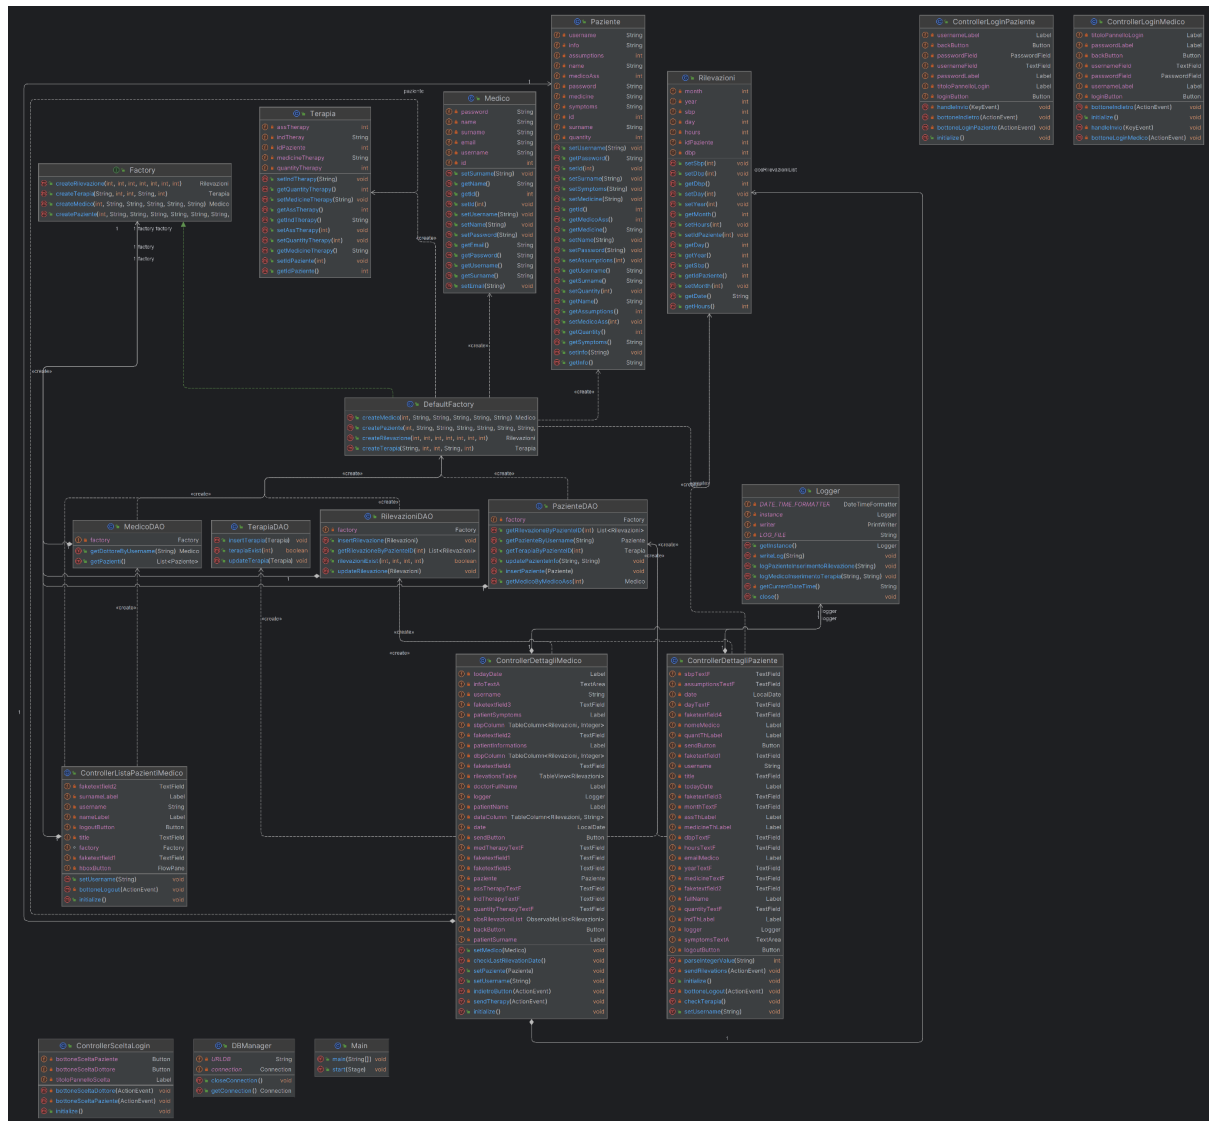 Paziente
username String
info String
assumptions int
name String
medicoAss int
password String
medicine String
symptoms String
id int
surname String
quantity int
setUsername(String) void
getPassword() String
setId(int) void
setSurname(String) void
setSymptoms(String) void
setMedicine(String) void
getId() int
getMedicoAss() int
getMedicine() String
setName(String) void
setPassword(String) void
setAssumptions(int) void
getUsername() String
getSurname() String
setQuantity(int) void
getName() String
getAssumptions() int
setMedicoAss(int) void
getQuantity() int
getSymptoms() String
setInfo(String) void
getInfo() String
ControllerLoginPaziente
usernameLabel Label
backButton Button
passwordField PasswordField
usernameField TextField
passwordLabel Label
titoloPannelloLogin Label
loginButton Button
handleInvio(KeyEvent) void
bottoneIndietro(ActionEvent) void
bottoneLoginPaziente(ActionEvent) void
initialize() void
ControllerLoginMedico
titoloPannelloLogin Label
passwordLabel Label
backButton Button
usernameField TextField
passwordField PasswordField
usernameLabel Label
loginButton Button
bottoneIndietro(ActionEvent) void
initialize() void
handleInvio(KeyEvent) void
bottoneLoginMedico(ActionEvent) void
Rilevazioni
month int
year int
sbp int
day int
hours int
idPaziente int
dbp int
setSbp(int) void
setDbp(int) void
getDbp() int
setDay(int) void
setYear(int) void
getMonth() int
setHours(int) void
setIdPaziente(int) void
getDay() int
getYear() int
getSbp() int
getIdPaziente() int
setMonth(int) void
getDate() String
getHours() int
Medico
password String
name String
surname String
email String
username String
id int
setSurname(String) void
getName() String
getId() int
setId(int) void
setUsername(String) void
setName(String) void
setPassword(String) void
getEmail() String
getPassword() String
getUsername() String
getSurname() String
setEmail(String) void
Terapia
assTherapy int
indTheray String
idPaziente int
medicineTherapy String
quantityTherapy int
setIndTherapy(String) void
getQuantityTherapy() int
setMedicineTherapy(String) void
getAssTherapy() int
getIndTherapy() String
setAssTherapy(int) void
setQuantityTherapy(int) void
getMedicineTherapy() String
setIdPaziente(int) void
getIdPaziente() int
Factory
createRilevazione(int, int, int, int, int, int, int) Rilevazioni
createTerapia(String, int, int, String, int) Terapia
createMedico(int, String, String, String, String, String) Medico
createPaziente(int, String, String, String, String, String,
1
paziente
obsRilevazioniList
1
1 factory factory
1 factory
1 factory
«create»
«create»
«create»
«create»
DefaultFactory
createMedico(int, String, String, String, String, String) Medico
createPaziente(int, String, String, String, String, String,
createRilevazione(int, int, int, int, int, int, int) Rilevazioni
createTerapia(String, int, int, String, int) Terapia
«create»
«create»
«create»
«create»
MedicoDAO
factory Factory
getDottoreByUsername(String) Medico
getPazienti() List<Paziente>
TerapiaDAO
insertTerapia(Terapia) void
terapiaExist(int) boolean
updateTerapia(Terapia) void
RilevazioniDAO
factory Factory
insertRilevazione(Rilevazioni) void
getRilevazioneByPazienteID(int) List<Rilevazioni>
rilevazioniExist(int, int, int, int) boolean
updateRilevazione(Rilevazioni) void
PazienteDAO
factory Factory
getRilevazioneByPazienteID(int) List<Rilevazioni>
getPazienteByUsername(String) Paziente
getTerapiaByPazienteID(int) Terapia
updatePazienteInfo(String, String) void
insertPaziente(Paziente) void
getMedicoByMedicoAss(int) Medico
Logger
DATE_TIME_FORMATTER DateTimeFormatter
instance Logger
writer PrintWriter
LOG_FILE String
getInstance() Logger
writeLog(String) void
logPazienteInserimentoRilevazione(String) void
logMedicoInserimentoTerapia(String, String) void
getCurrentDateTime() String
close() void
«create»
«create»
1
«create»
«create»
«create»
«create»
1 logger
logger
ControllerDettagliMedico
todayDate Label
infoTextA TextArea
username String
faketextfield3 TextField
patientSymptoms Label
sbpColumn TableColumn<Rilevazioni, Integer>
faketextfield2 TextField
patientInformations Label
dbpColumn TableColumn<Rilevazioni, Integer>
faketextfield4 TextField
rilevationsTable TableView<Rilevazioni>
doctorFullName Label
logger Logger
patientName Label
dataColumn TableColumn<Rilevazioni, String>
date LocalDate
sendButton Button
medTherapyTextF TextField
faketextfield1 TextField
faketextfield5 TextField
paziente Paziente
assTherapyTextF TextField
indTherapyTextF TextField
quantityTherapyTextF TextField
obsRilevazioniList ObservableList<Rilevazioni>
backButton Button
patientSurname Label
setMedico(Medico) void
checkLastRilevationDate() void
setPaziente(Paziente) void
setUsername(String) void
indietroButton(ActionEvent) void
sendTherapy(ActionEvent) void
initialize() void
ControllerDettagliPaziente
sbpTextF TextField
assumptionsTextF TextField
date LocalDate
dayTextF TextField
faketextfield4 TextField
nomeMedico Label
quantThLabel Label
sendButton Button
faketextfield1 TextField
username String
title TextField
todayDate Label
faketextfield3 TextField
monthTextF TextField
assThLabel Label
medicineThLabel Label
dbpTextF TextField
hoursTextF TextField
emailMedico Label
yearTextF TextField
medicineTextF TextField
faketextfield2 TextField
fullName Label
quantityTextF TextField
indThLabel Label
logger Logger
symptomsTextA TextArea
logoutButton Button
parseIntegerValue(String) int
sendRilevations(ActionEvent) void
initialize() void
bottoneLogout(ActionEvent) void
checkTerapia() void
setUsername(String) void
1
ControllerListaPazientiMedico
faketextfield2 TextField
surnameLabel Label
username String
nameLabel Label
logoutButton Button
title TextField
factory Factory
faketextfield1 TextField
hboxButton FlowPane
setUsername(String) void
bottoneLogout(ActionEvent) void
initialize() void
1
ControllerSceltaLogin
bottoneSceltaPaziente Button
bottoneSceltaDottore Button
titoloPannelloScelta Label
bottoneSceltaDottore(ActionEvent) void
bottoneSceltaPaziente(ActionEvent) void
initialize() void
DBManager
URLDB String
connection Connection
closeConnection() void
getConnection() Connection
Main
main(String[]) void
start(Stage) void